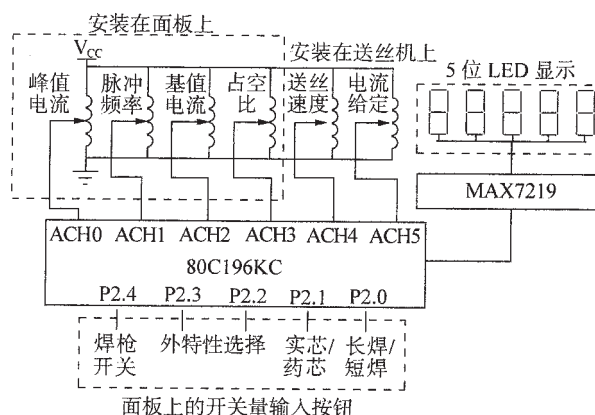 安装在面板上
VCC
安装在送丝机上
峰值
电流
脉冲
频率
基值
电流
占空
比
送丝
速度
电流
给定
5 位 LED 显示
MAX7219
ACH0 ACH1 ACH2 ACH3 ACH4 ACH5
80C196KC
P2.4 P2.3 P2.2 P2.1 P2.0
焊枪
开关
外特性选择
实芯/
药芯
长焊/
短焊
面板上的开关量输入按钮